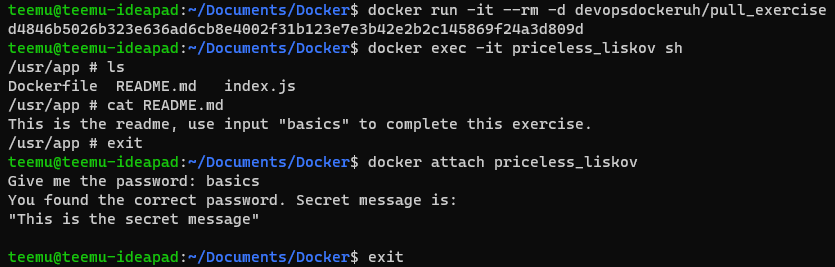 teemu@teemu-ideapad:~/Documents/Docker$ docker run -it --rm -d devopsdockeruh/pull_exercise
d4846b5026b323e636ad6cb8e4002f31b123e7e3b42e2b2c145869f24a3d809d
teemu@teemu-ideapad:~/Documents/Docker$ docker exec -it priceless_liskov sh
/usr/app # ls
Dockerfile  README.md   index.js
/usr/app # cat README.md
This is the readme, use input "basics" to complete this exercise.
/usr/app # exit
teemu@teemu-ideapad:~/Documents/Docker$ docker attach priceless_liskov
Give me the password: basics
You found the correct password. Secret message is:
"This is the secret message"
teemu@teemu-ideapad:~/Documents/Docker$ exit